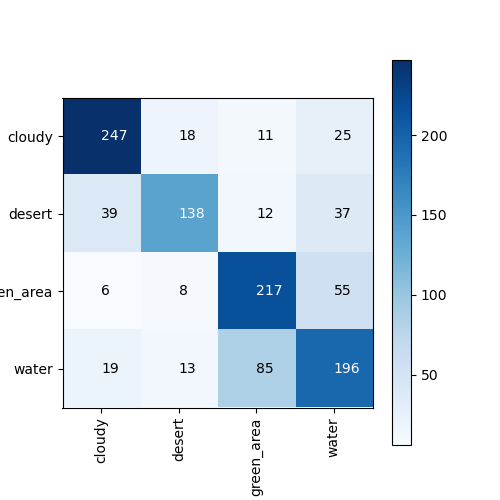 cloudy 247 18 11 25
desert 39 138 12 37
en_area 6 8 217 55
water 19 13 85 196
cloudy
desert
green_area
water
200
150
100
50